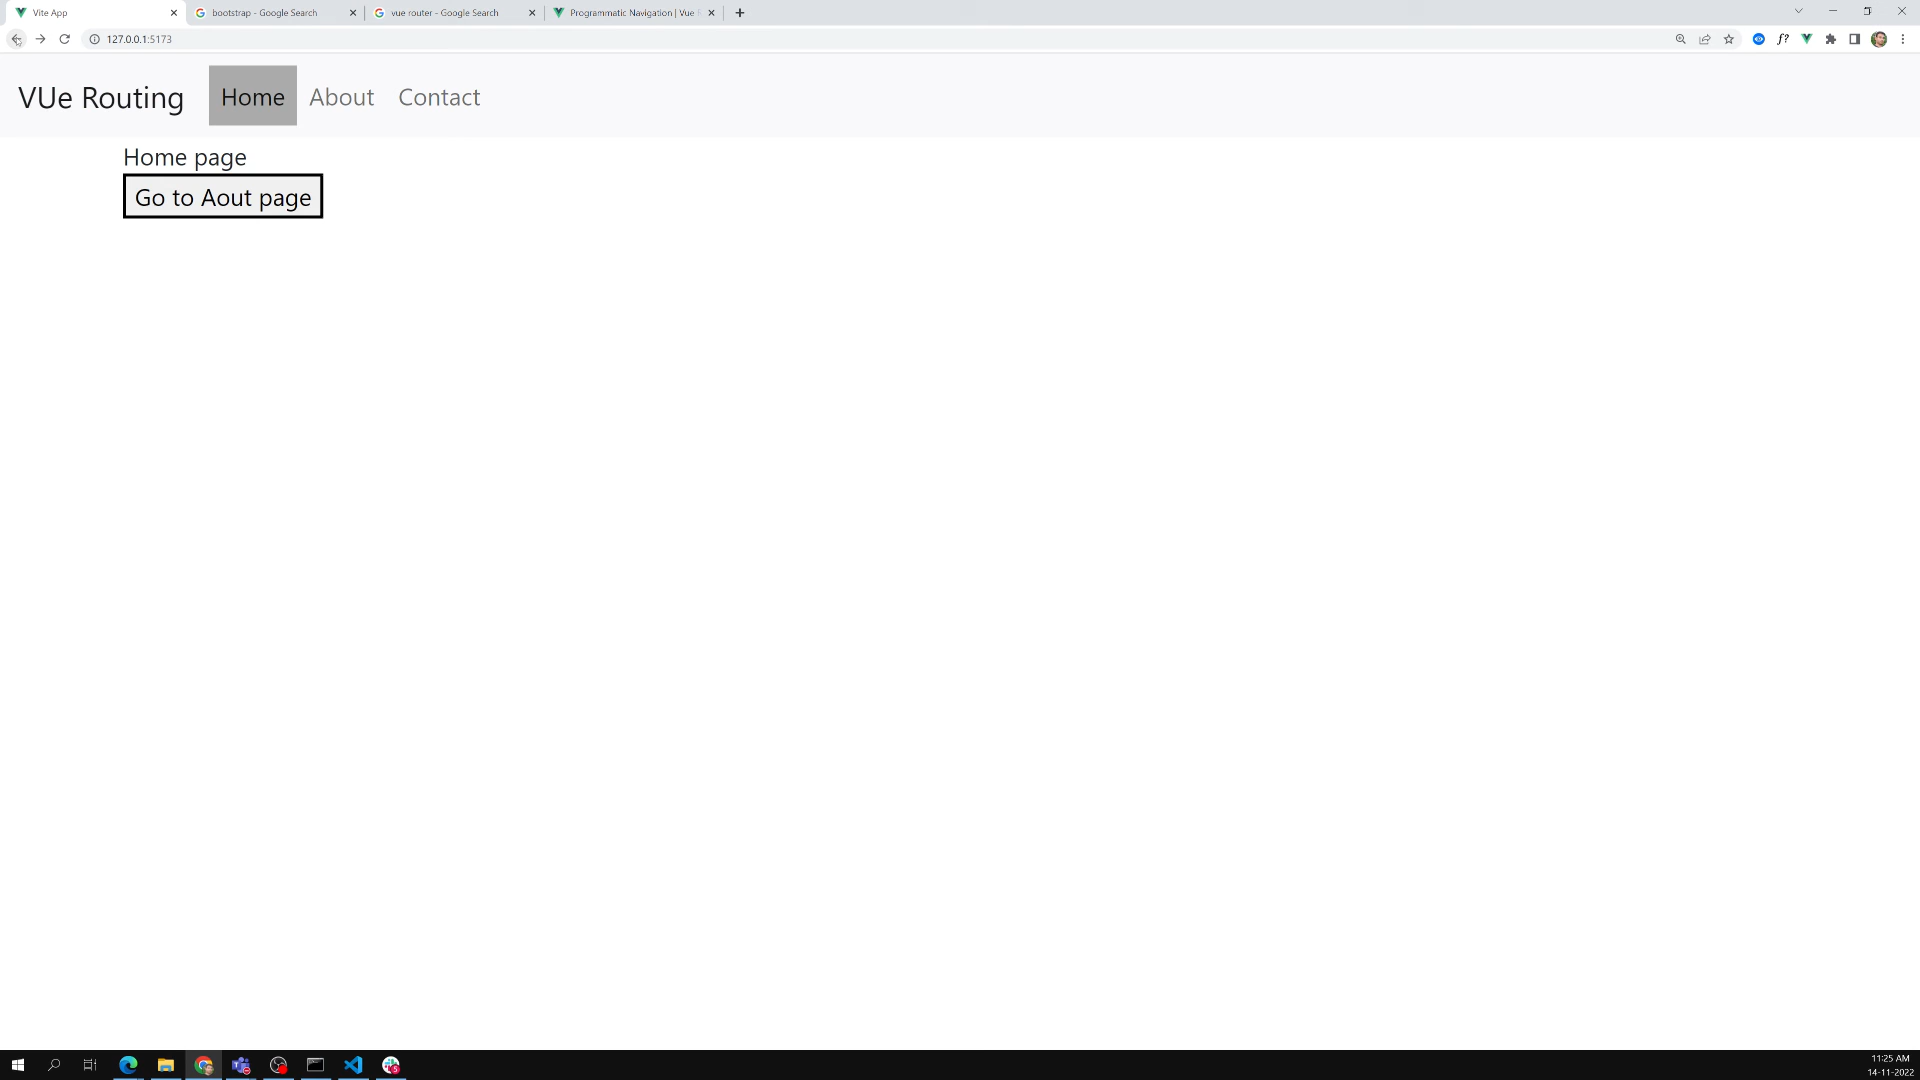 Vite App
bootstrap - Google Search
vue router - Google Search
Programmatic Navigation | Vue
127.0.0.1:5173
f?
VUe Routing
Home
About
Contact
Home page
Go to Aout page
5
11:25 AM
14-11-2022